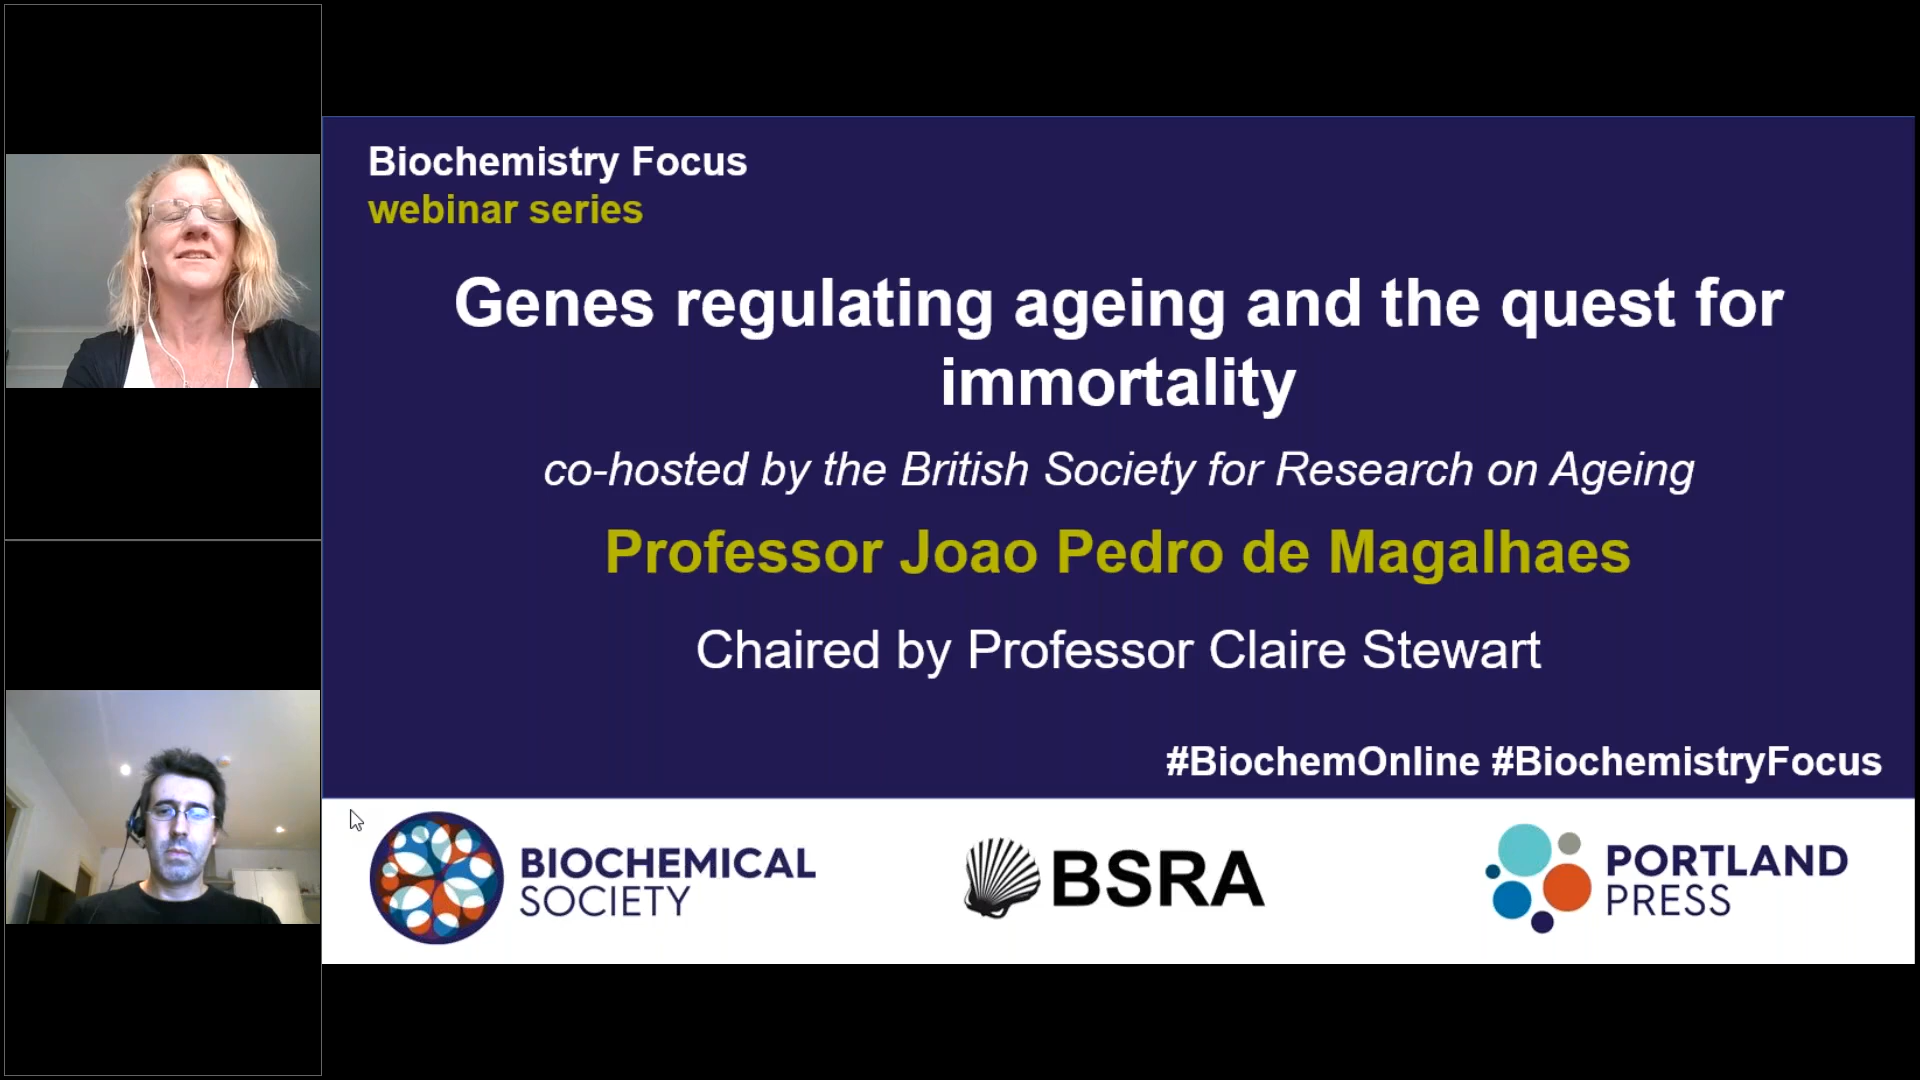 Biochemistry Focus
webinar series
Genes regulating ageing and the quest for
immortality
co-hosted by the British Society for Research on Ageing
Professor Joao Pedro de Magalhaes
Chaired by Professor Claire Stewart
#BiochemOnline #BiochemistryFocus
BIOCHEMICAL
SOCIETY
BSRA
PORTLAND
PRESS